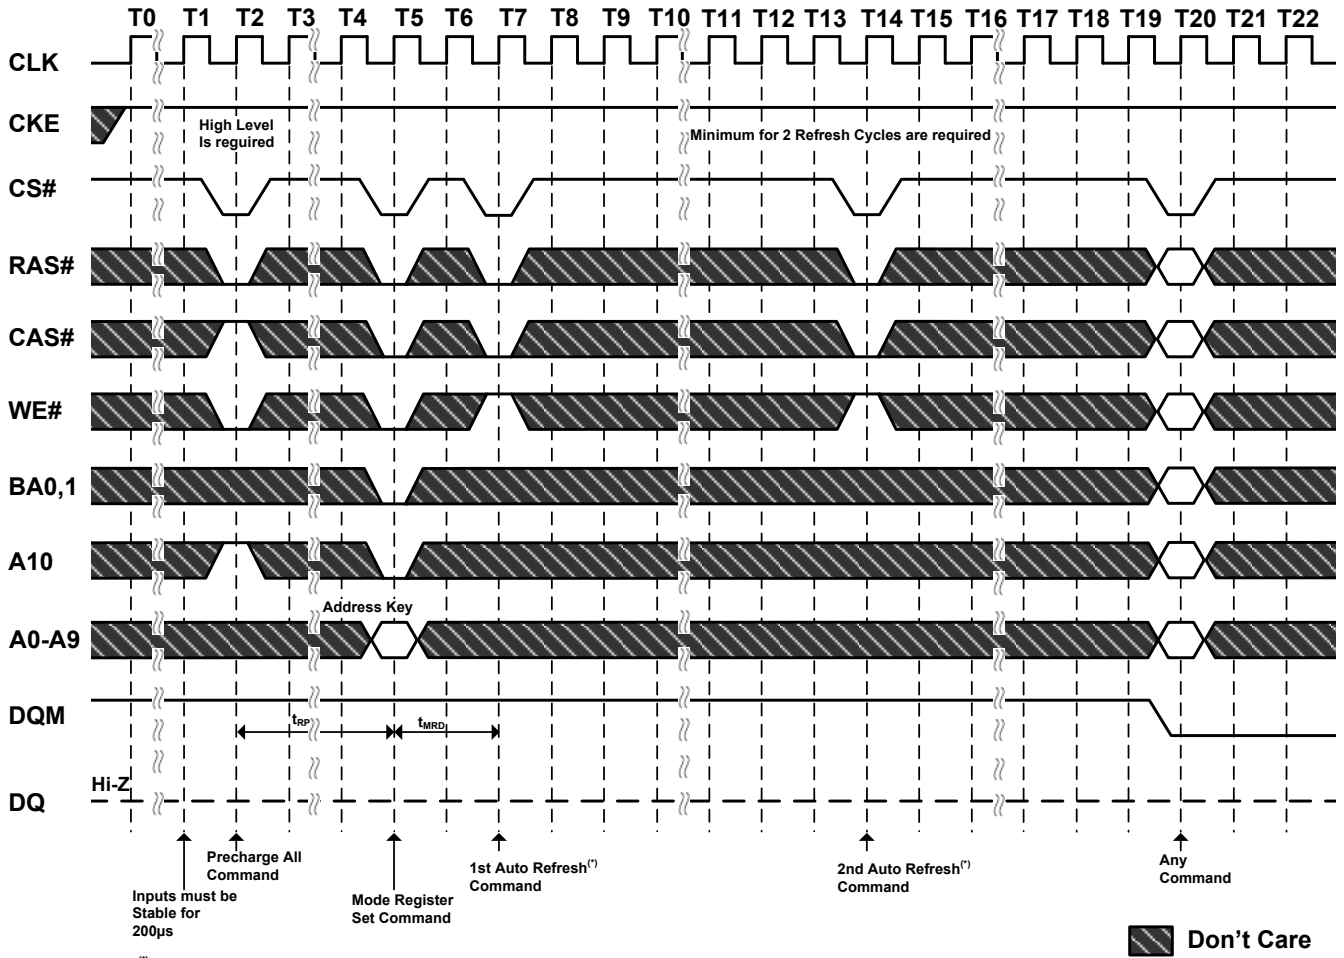 T0 T1 T2 T3 T4 T5 T6 T7 T8 T9 T10 T11 T12 T13 T14 T15 T16 T17 T18 T19 T20 T21 T22
CLK
CKE
High Level
Is reguired
Minimum for 2 Refresh Cycles are required
CS#
RAS#
CAS#
WE#
BA0,1
A10
Address Key
A0-A9
DQM
tRP
tMRD
Hi-Z
DQ
Inputs must be
Stable for
200μs
Precharge All
Command
Mode Register
Set Command
1st Auto Refresh(*)
Command
2nd Auto Refresh(*)
Command
Any
Command
Don't Care